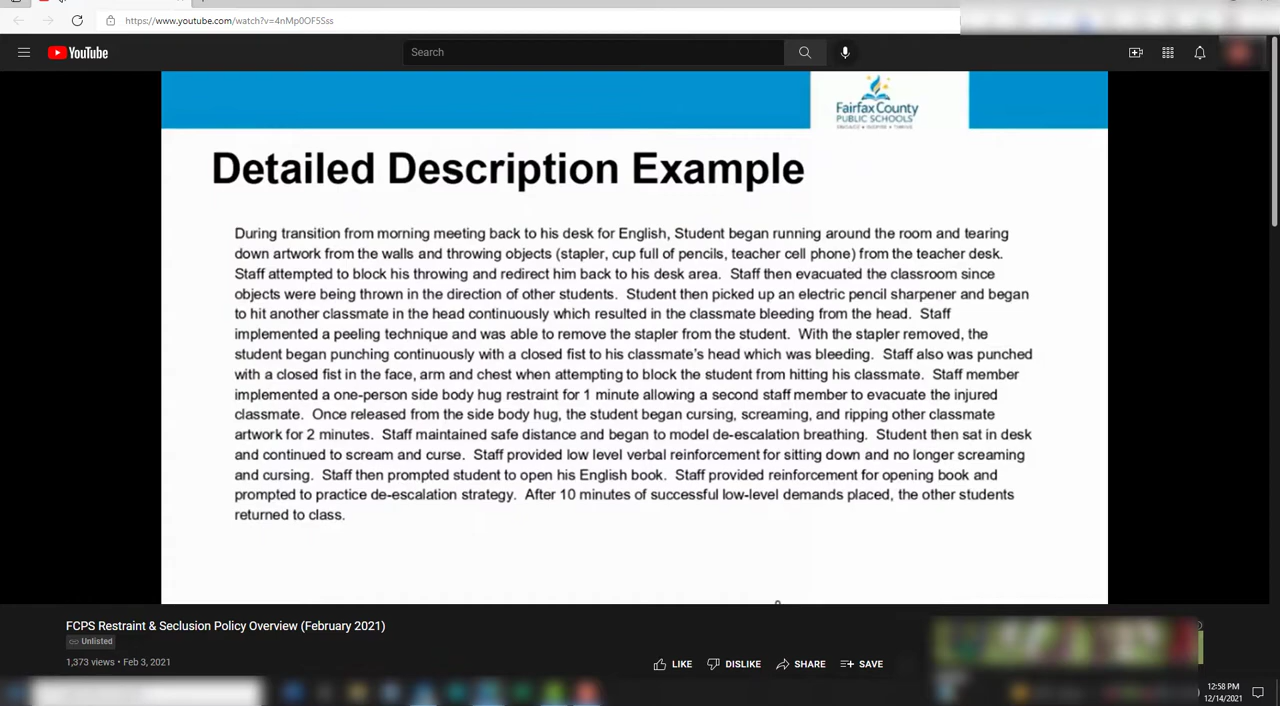 https://www.youtube.com/watch?v=4nMp0OF5Sss
YouTube
Search
Fairfax County
PUBLIC SCHOOLS
ENGAGE • INSPIRE • THRIVE
Detailed Description Example
During transition from morning meeting back to his desk for English, Student began running around the room and tearing
down artwork from the walls and throwing objects (stapler, cup full of pencils, teacher cell phone) from the teacher desk.
Staff attempted to block his throwing and redirect him back to his desk area.  Staff then evacuated the classroom since
objects were being thrown in the direction of other students.  Student then picked up an electric pencil sharpener and began
to hit another classmate in the head continuously which resulted in the classmate bleeding from the head.  Staff
implemented a peeling technique and was able to remove the stapler from the student.  With the stapler removed, the
student began punching continuously with a closed fist to his classmate's head which was bleeding.  Staff also was punched
with a closed fist in the face, arm and chest when attempting to block the student from hitting his classmate.  Staff member
implemented a one-person side body hug restraint for 1 minute allowing a second staff member to evacuate the injured
classmate.  Once released from the side body hug, the student began cursing, screaming, and ripping other classmate
artwork for 2 minutes.  Staff maintained safe distance and began to model de-escalation breathing.  Student then sat in desk
and continued to scream and curse.  Staff provided low level verbal reinforcement for sitting down and no longer screaming
and cursing.  Staff then prompted student to open his English book.  Staff provided reinforcement for opening book and
prompted to practice de-escalation strategy.  After 10 minutes of successful low-level demands placed, the other students
returned to class.
FCPS Restraint & Seclusion Policy Overview (February 2021)
Unlisted
1,373 views • Feb 3, 2021
LIKE DISLIKE SHARE SAVE
12:58 PM
12/14/2021